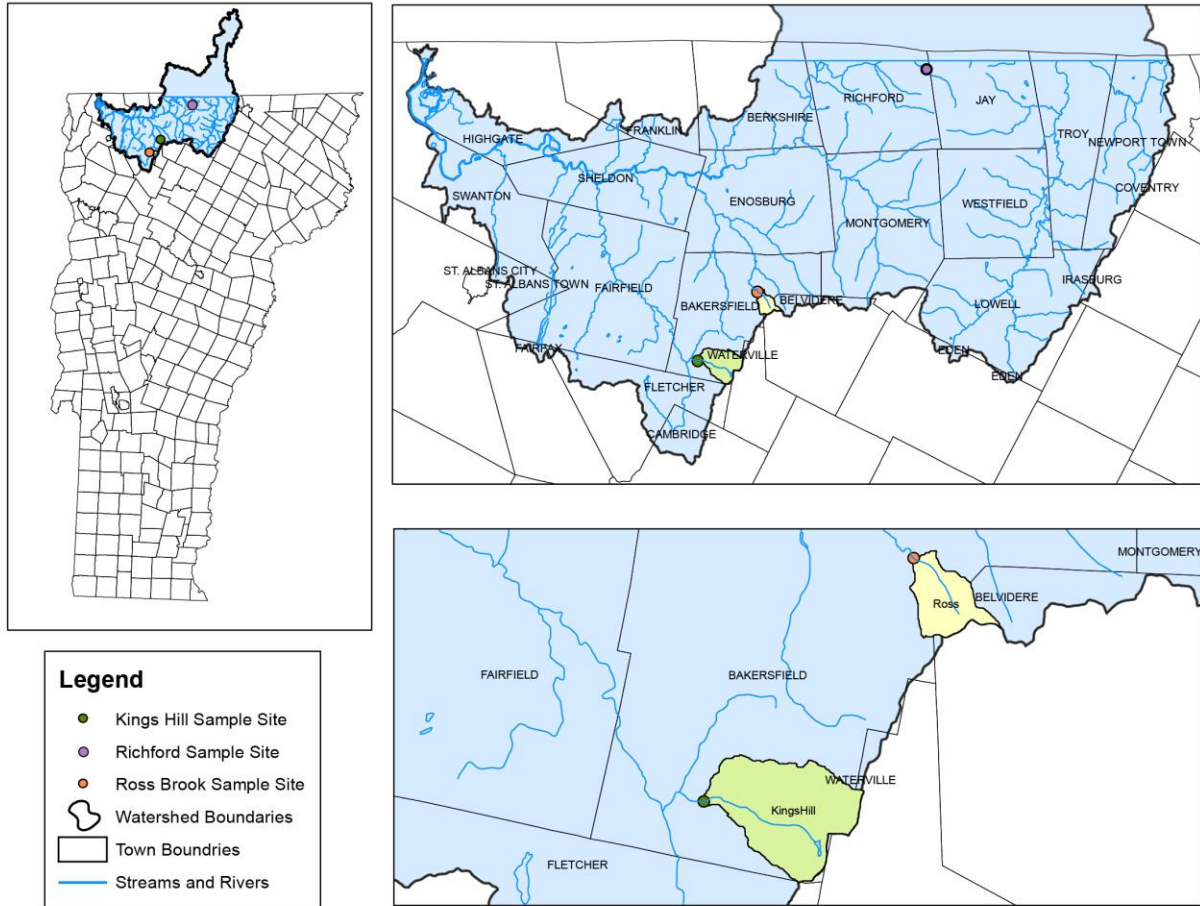 RICHFORD
JAY
BERKSHIRE
FRANKLIN
HIGHGATE
TROY
NEWPORT TOWN
SHELDON
COVENTRY
SWANTON
ENOSBURG
WESTFIELD
MONTGOMERY
ST. ALBANS CITY
ST. ALBANS TOWN
FAIRFIELD
IRASBURG
BAKERSFIELD
BELVIDERE
LOWELL
FAIRFAX
WATERVILLE
EDEN
EDEN
FLETCHER
CAMBRIDGE
MONTGOMERY
Ross
BELVIDERE
FAIRFIELD
BAKERSFIELD
WATERVILLE
KingsHill
FLETCHER
Legend
Kings Hill Sample Site
Richford Sample Site
Ross Brook Sample Site
Watershed Boundaries
Town Boundries
Streams and Rivers